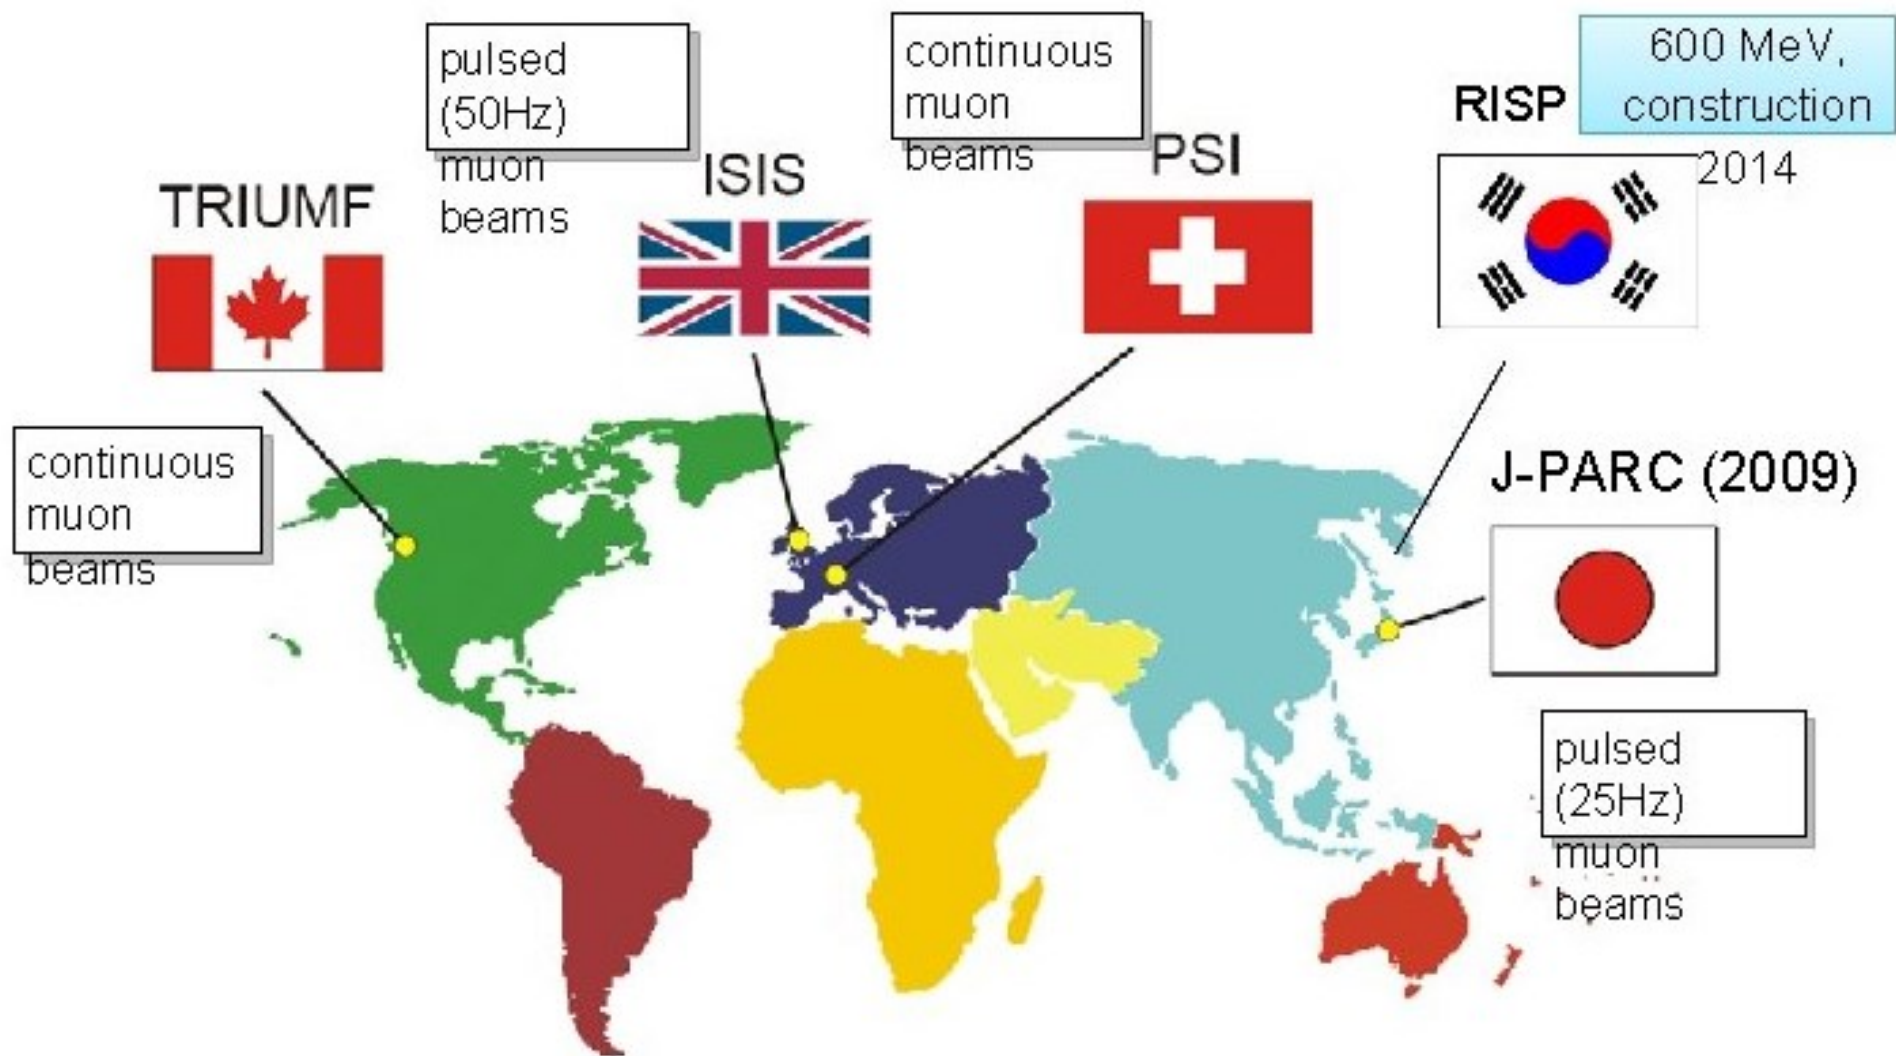 pulsed
(50Hz)
muon
beams
continuous
muon
beams
600 MeV,
construction
2014
RISP
TRIUMF
ISIS
PSI
continuous
muon
beams
J-PARC (2009)
pulsed
(25Hz)
muon
beams